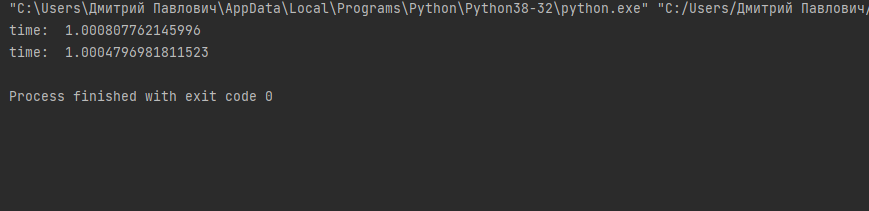 "C:\Users\Дмитрий Павлович\AppData\Local\Programs\Python\Python38-32\python.exe" "C:/Users/Дмитрий Павлович/
time:  1.000807762145996
time:  1.0004796981811523
Process finished with exit code 0